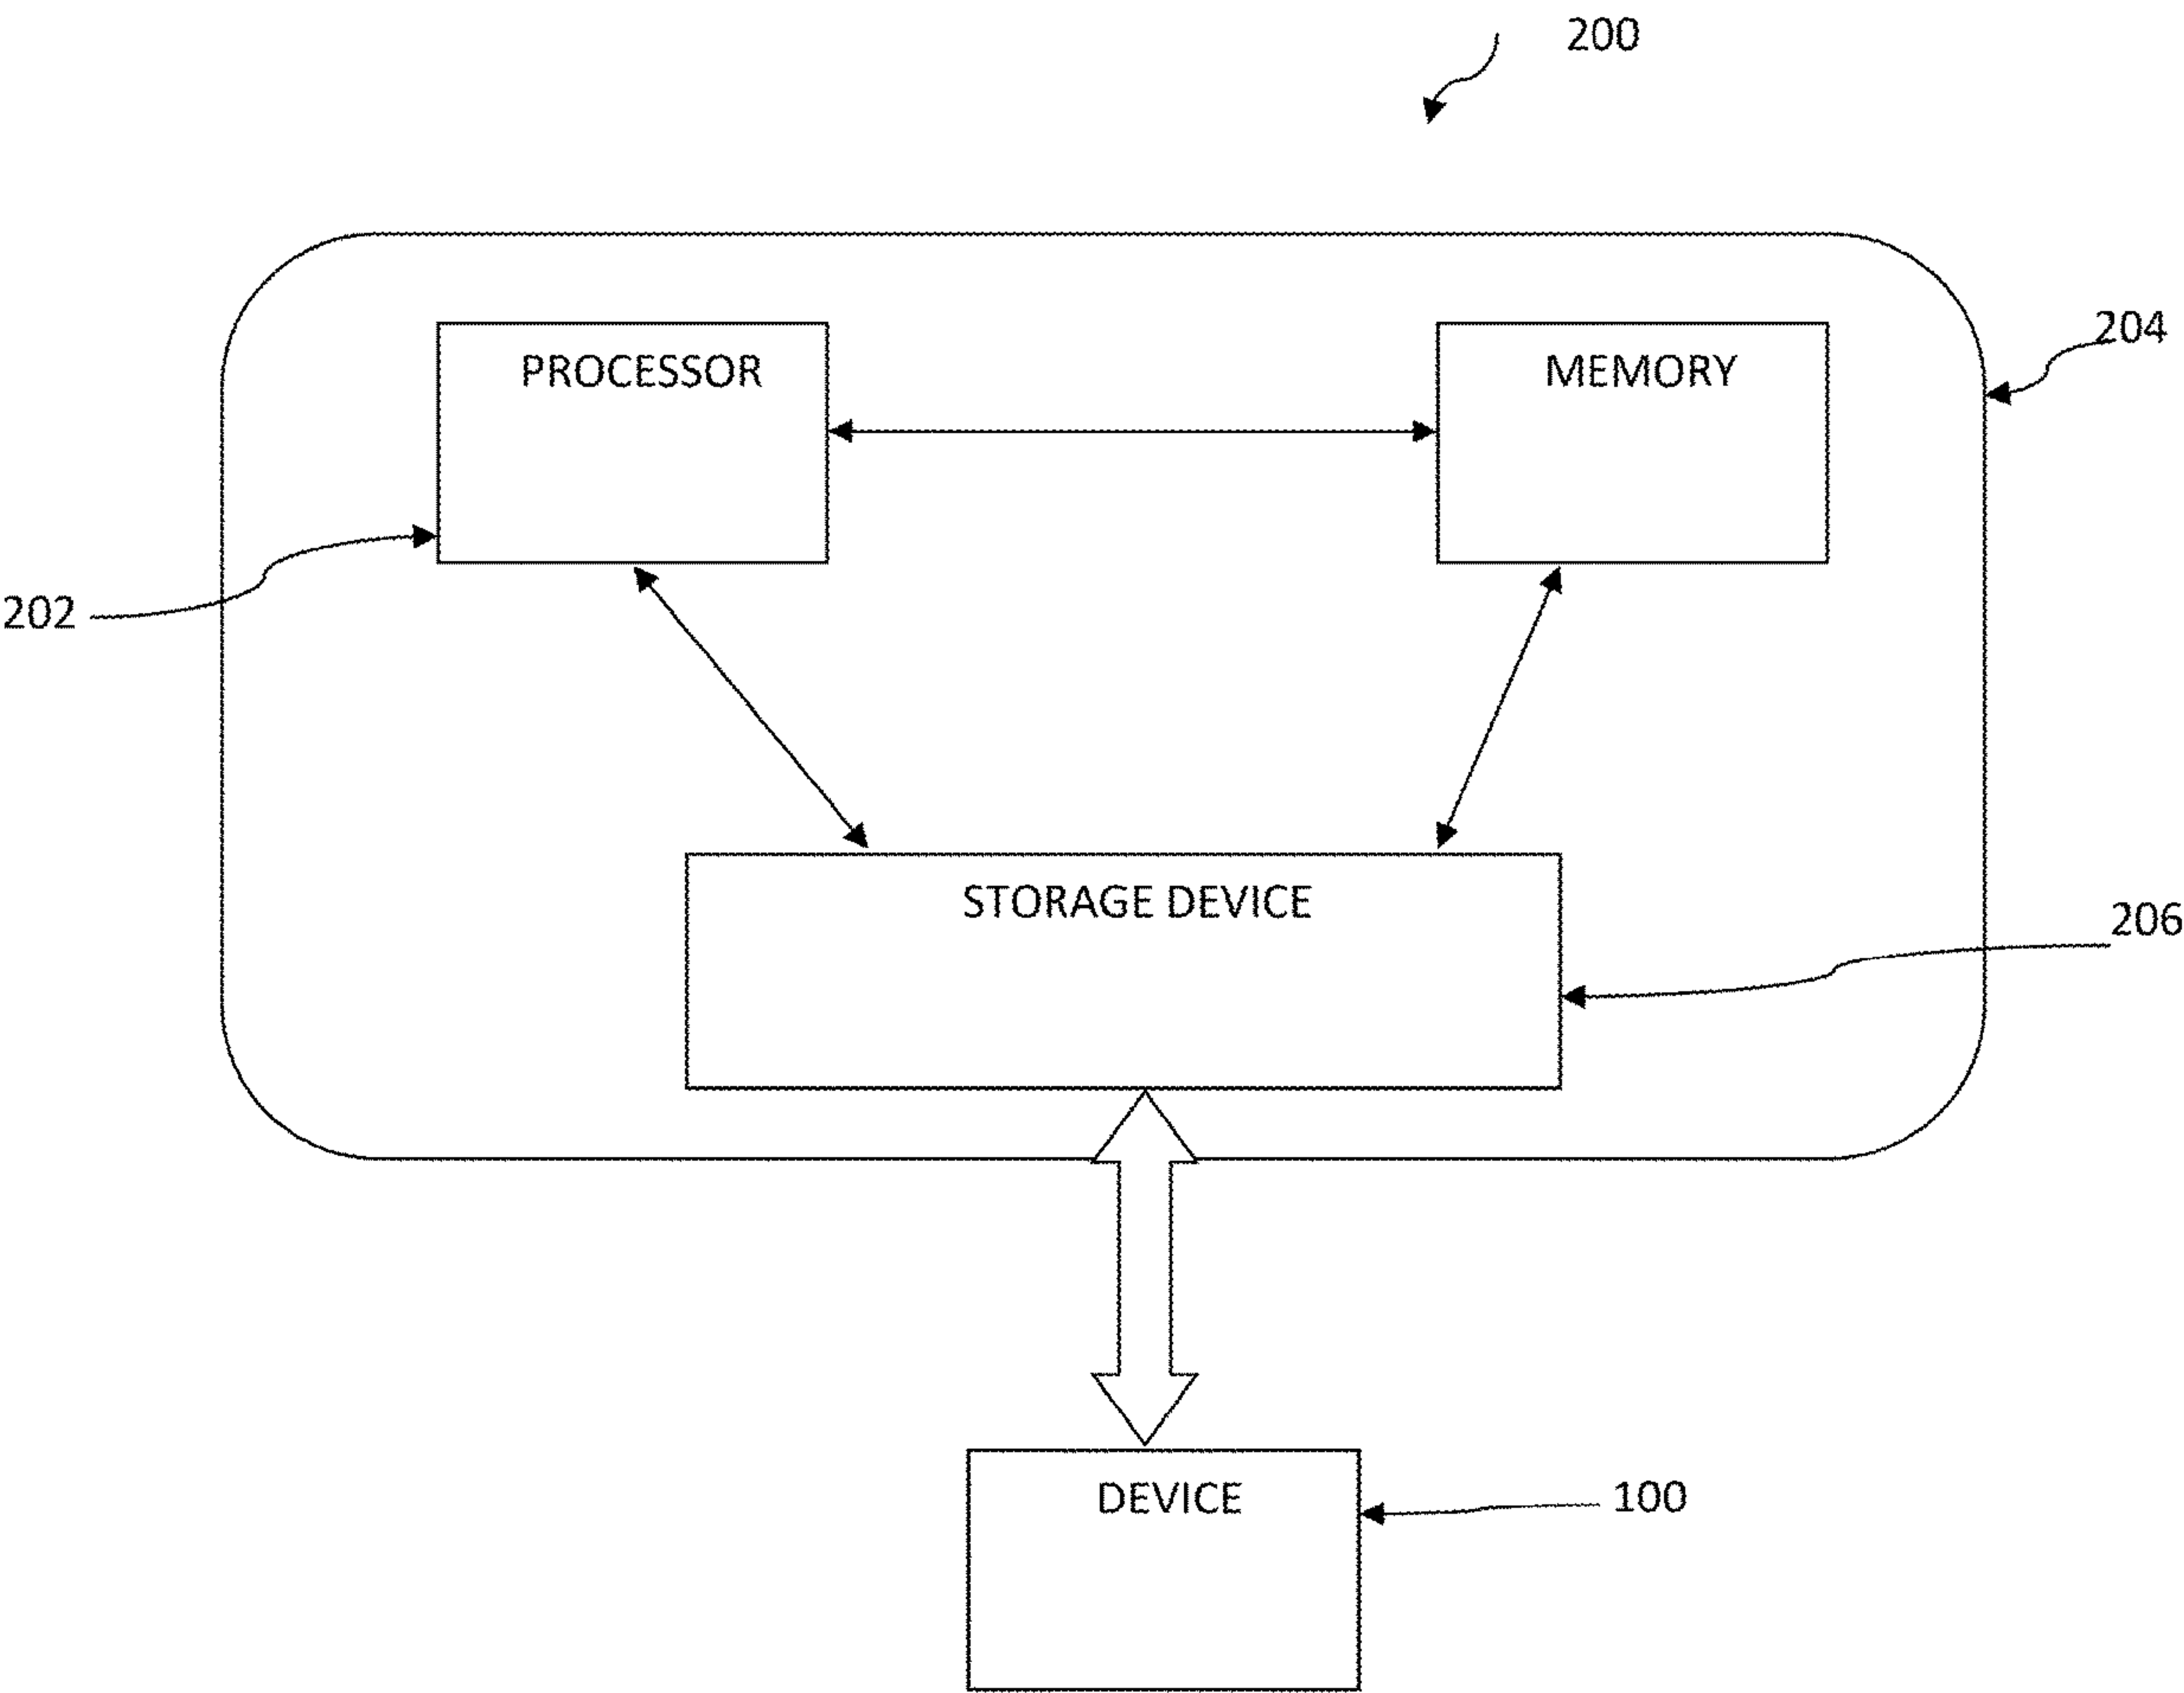 200
204
PROCESSOR
MEMORY
202
STORAGE DEVICE
206
DEVICE
100